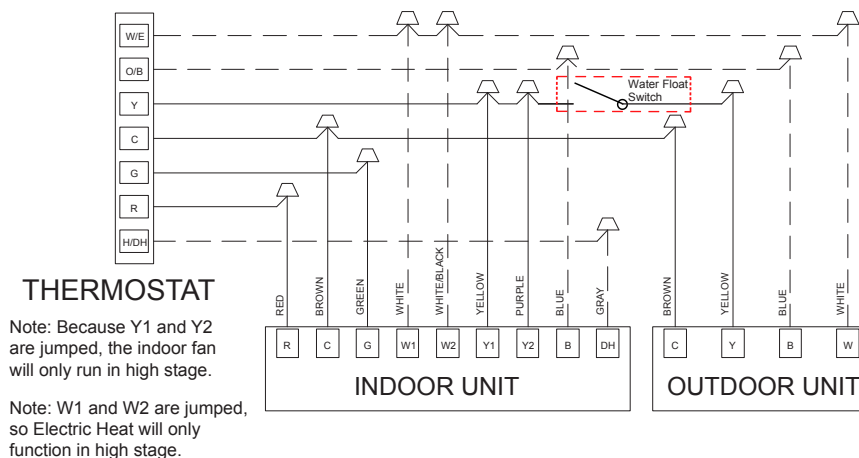 W/E
O/B
Y
C
G
R
H/DH
Water Float
Switch
THERMOSTAT
Note: Because Y1 and Y2
are jumped, the indoor fan
will only run in high stage.
Note: W1 and W2 are jumped,
so Electric Heat will only
function in high stage.
RED
BROWN
GREEN
WHITE
WHITE/BLACK
YELLOW
PURPLE
BLUE
GRAY
BROWN
YELLOW
BLUE
WHITE
R
C
G
W1
W2
Y1
Y2
B
DH
C
Y
B
W
INDOOR UNIT
OUTDOOR UNIT